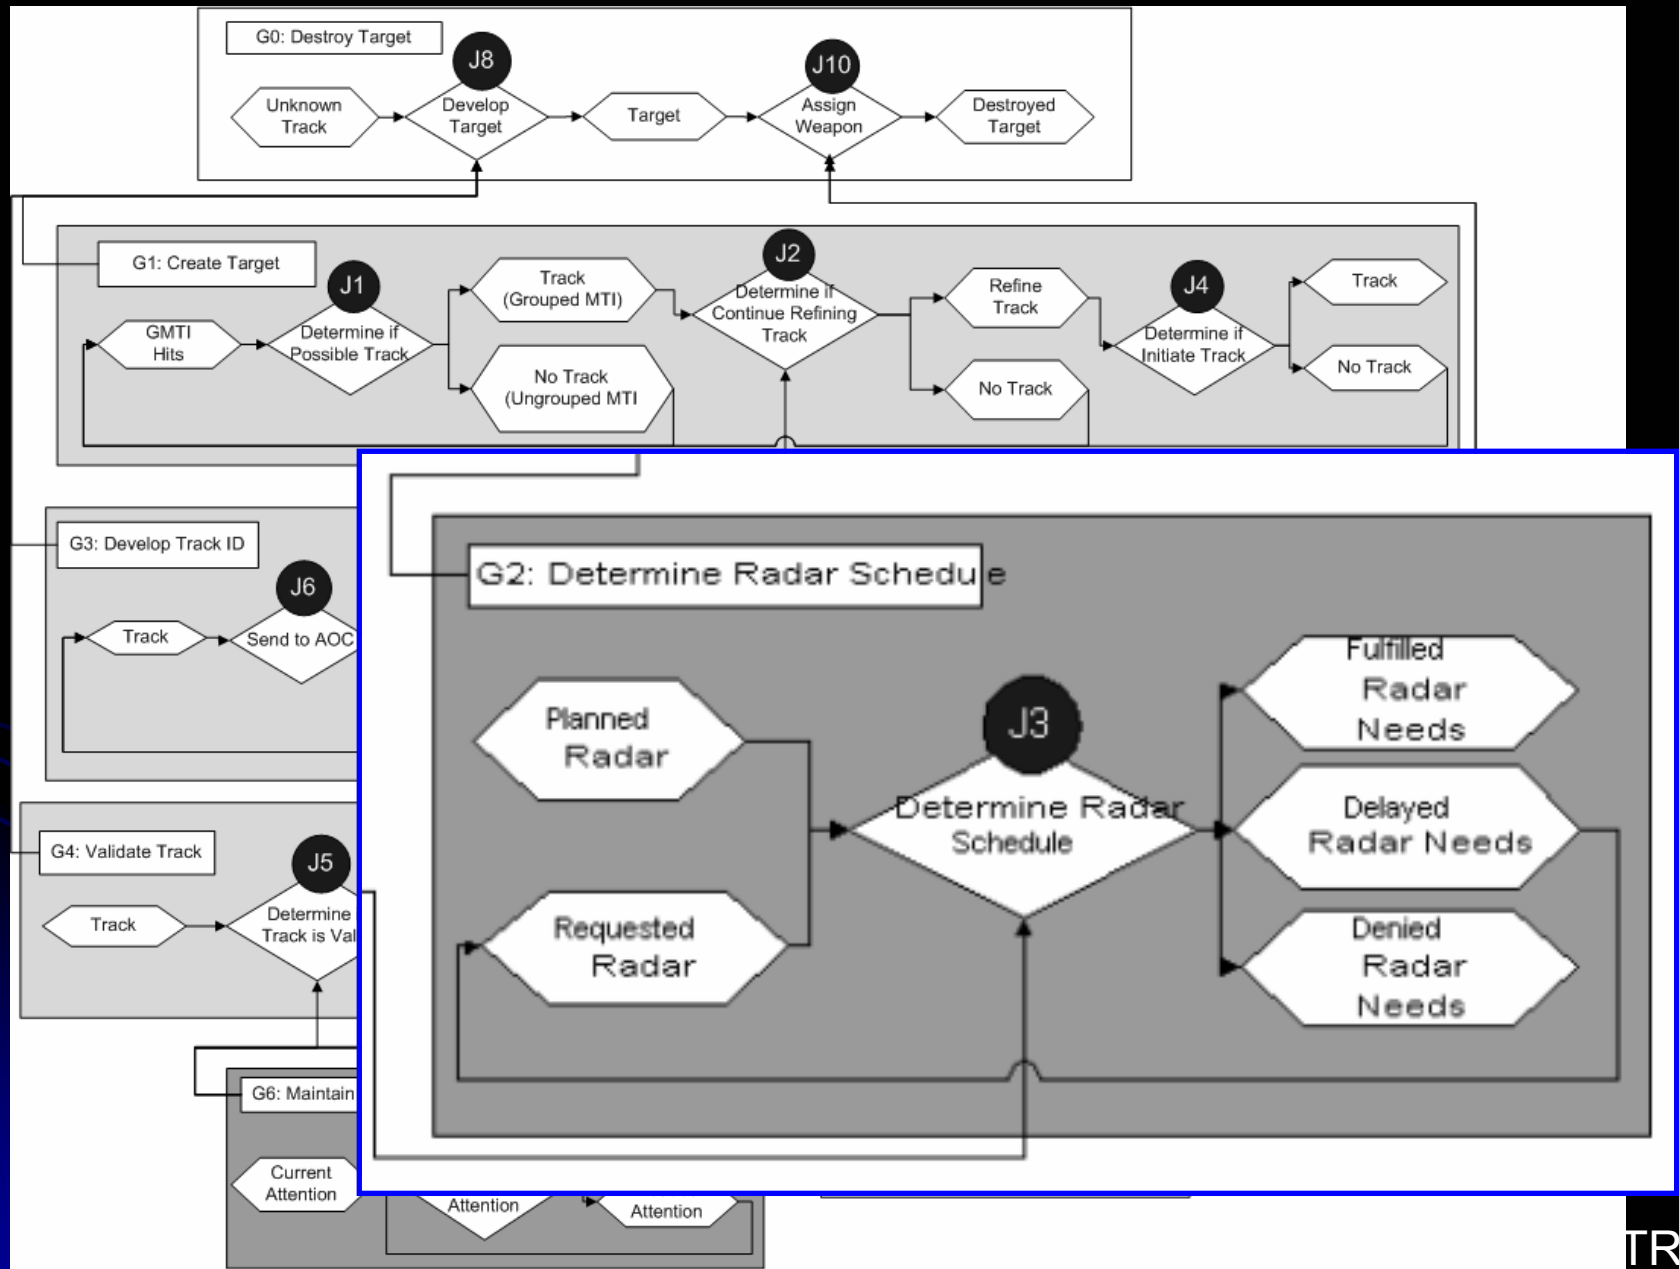 G0: Destroy Target
J8
J10
Unknown
Track
Develop
Target
Target
Assign
Weapon
Destroyed
Target
G1: Create Target
J1
J2
J4
GMTI
Hits
Determine if
Possible Track
Track
(Grouped MTI)
No Track
(Ungrouped MTI
Determine if
Continue Refining
Track
Refine
Track
No Track
Determine if
Initiate Track
Track
No Track
G3: Develop Track ID
J6
Track
Send to AOC
G4: Validate Track
J5
Track
Determine
Track is Val
G6: Maintain
Current
Attention
Attention
Attention
G2: Determine Radar Schedule
J3
Planned
Radar
Requested
Radar
Determine Radar
Schedule
Fulfilled
Radar
Needs
Delayed
Radar Needs
Denied
Radar
Needs
TR